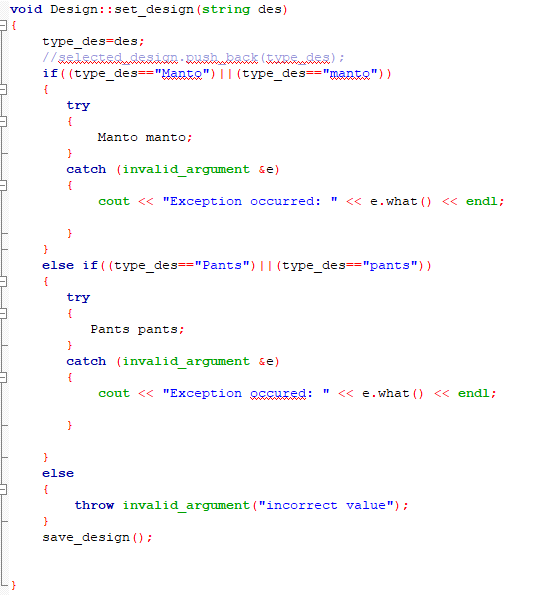 void Design::set_design(string des)
{
    type_des=des;
    //selected_design.push_back(type_des);
    if((type_des=="Manto")||(type_des=="manto"))
    {
       try
       {
           Manto manto;
       }
       catch (invalid_argument &e)
       {
           cout << "Exception occurred: " << e.what() << endl;

       }
    }
    else if((type_des=="Pants")||(type_des=="pants"))
    {
       try
       {
          Pants pants;
       }
       catch (invalid_argument &e)
       {
           cout << "Exception occured: " << e.what() << endl;

       }

    }
    else
    {
        throw invalid_argument("incorrect value");
    }
    save_design();


}